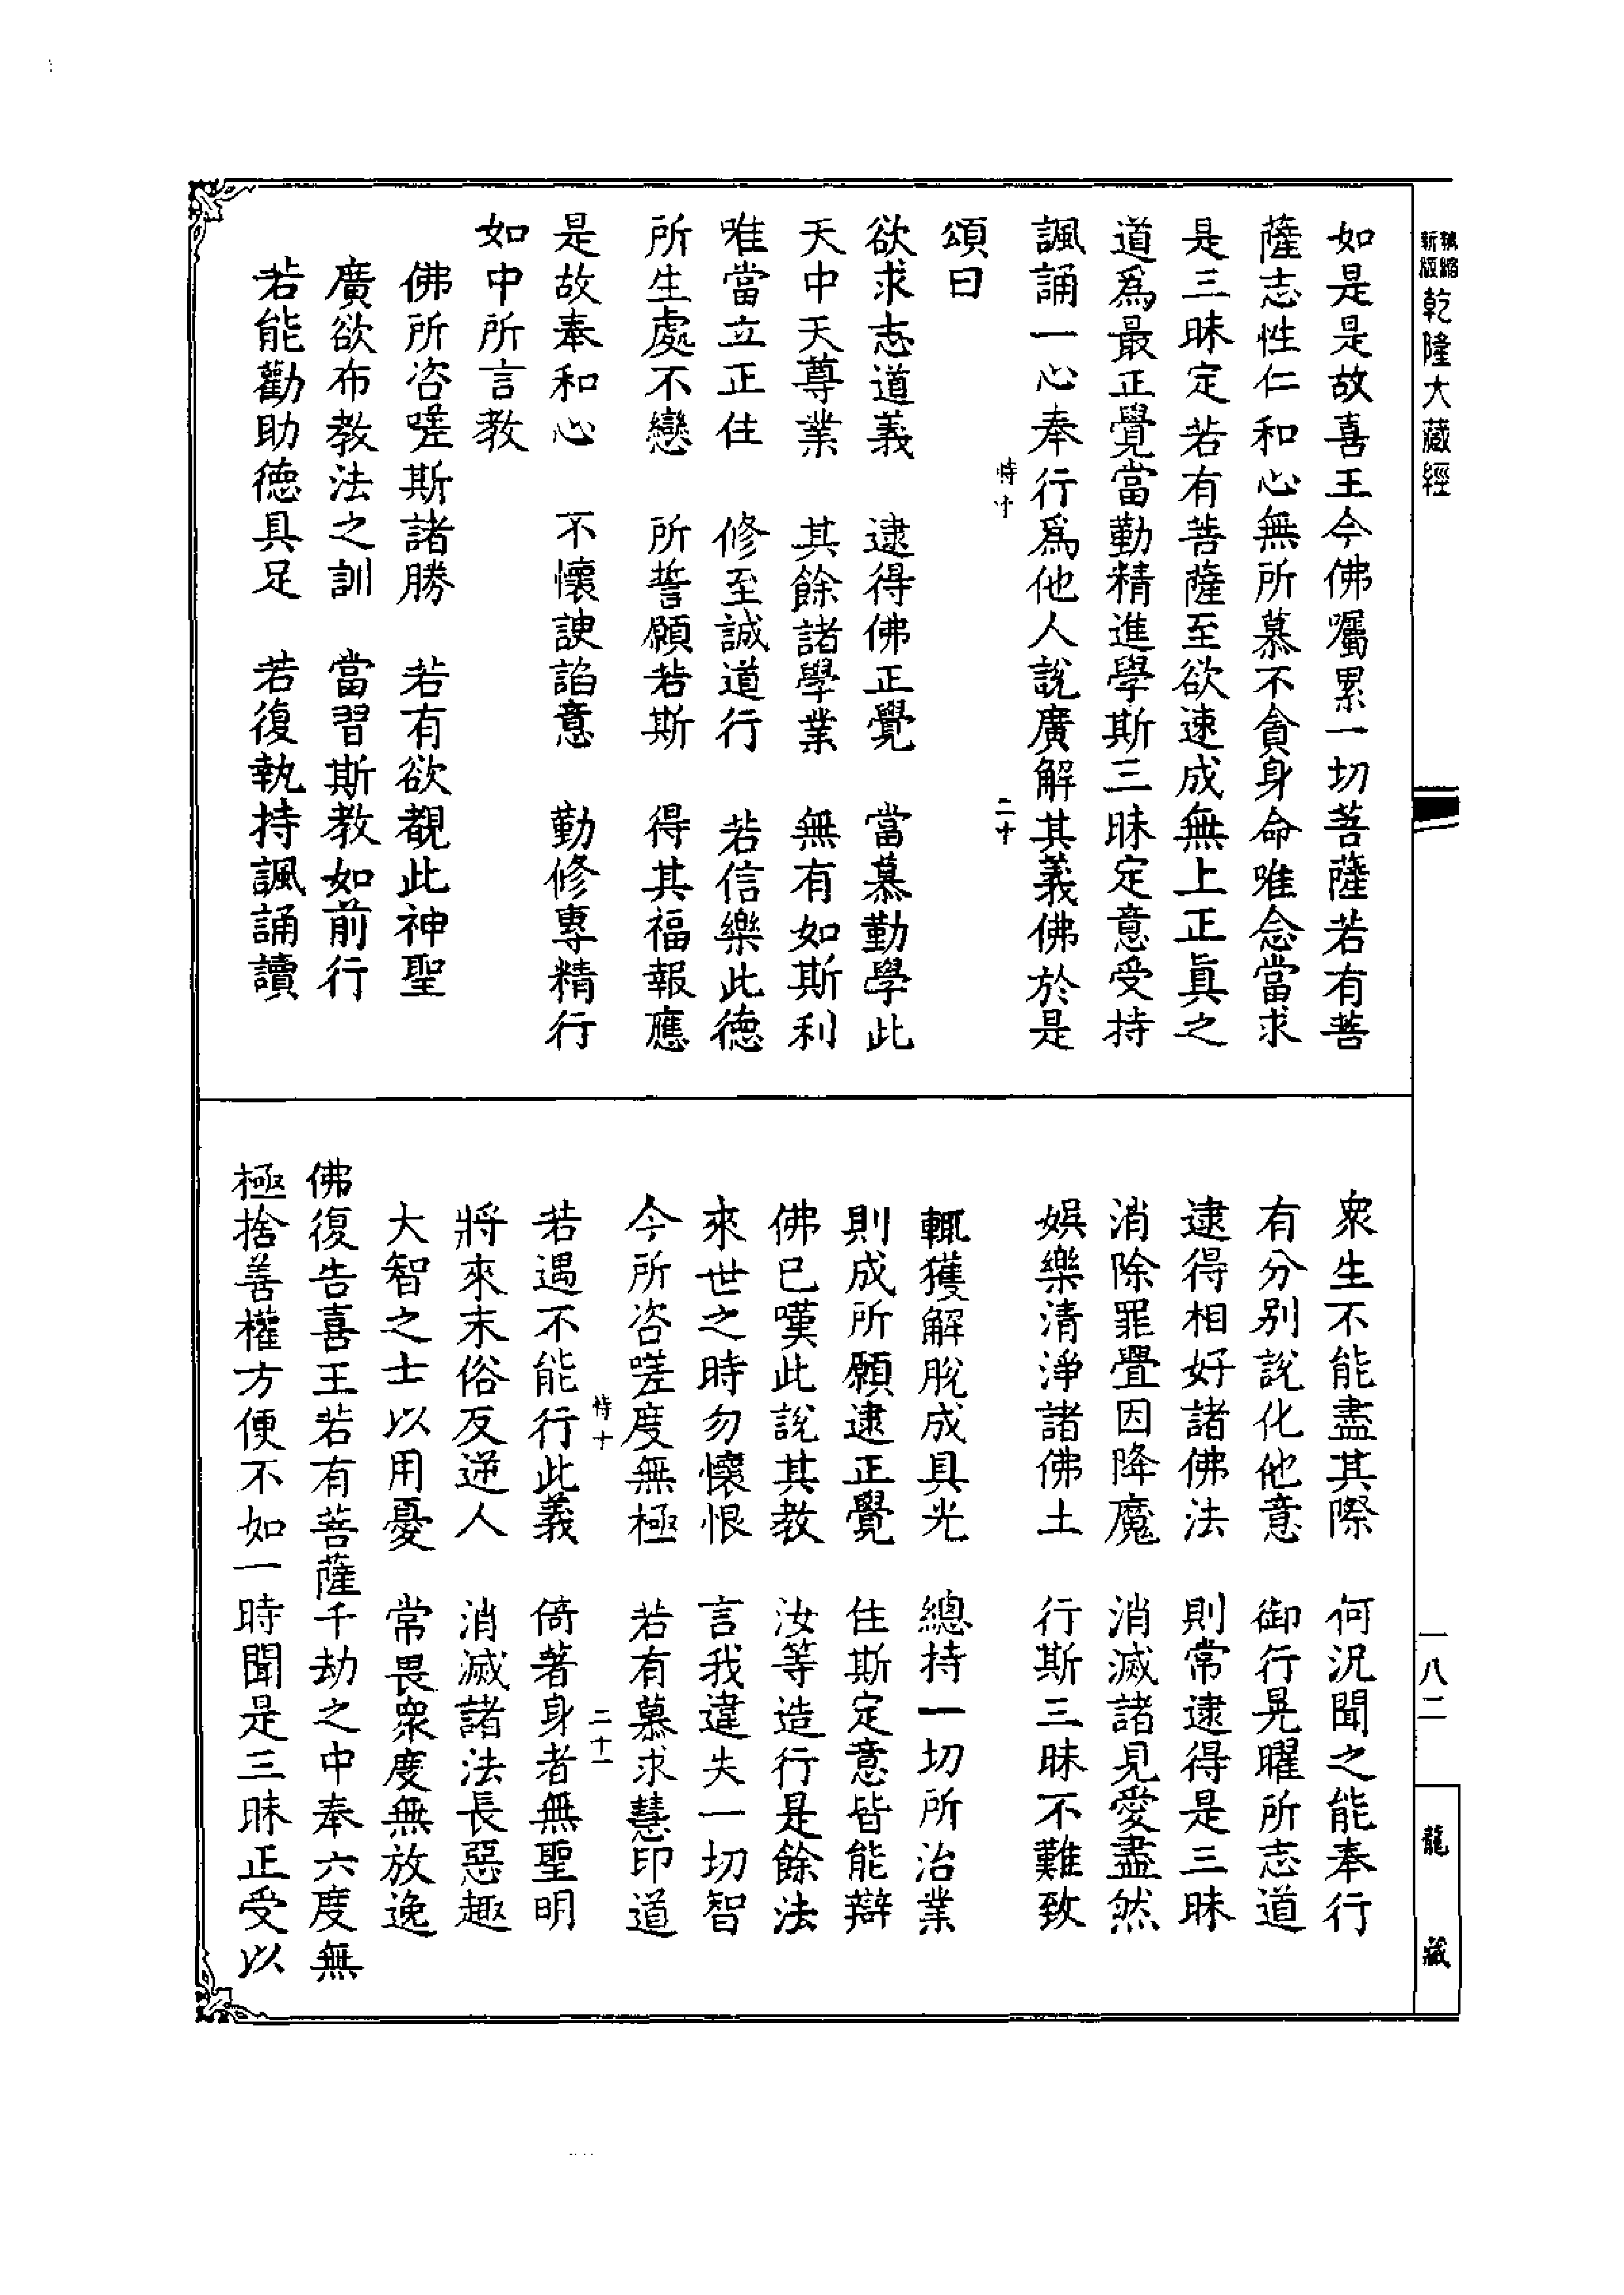 新版
乾隆大藏經
一八二
龍藏
如是是故喜王今佛囑累一切菩薩若有菩
薩志性仁和心無所慕不貪身命唯念當求
是三昧定若有菩薩至欲速成無上正真之
道爲最正覺當勤精進學斯三昧定意受持
諷誦一心奉行爲他人說廣解其義佛於是
二十
頌曰
欲求志道義　逮得佛正覺　當慕勤學此
天中天尊業　其餘諸學業　無有如斯利
唯當立正住　修至誠道行　若信樂此德
所生處不戀　所誓願若斯　得其福報應
是故奉和心　不懷諛諂意　勤修專精行
如中所言教
佛所咨嗟斯諸勝　若有欲覩此神聖
廣欲布教法之訓　當習斯教如前行
若能勸助德具足　若復執持諷誦讀
衆生不能盡其際　何況聞之能奉行
有分别說化他意　御行晃曜所志道
逮得相好諸佛法　則常逮得是三昧
消除罪舋因降魔　消滅諸見愛盡然
娯樂清淨諸佛土　行斯三昧不難致
輒獲解脫成具光　總持一切所治業
則成所願逮正覺　住斯定意皆能辯
佛已嘆此說其教　汝等造行是餘法
來世之時勿懷恨　言我違失一切智
今所咨嗟度無極　若有慕求慧印道
特十　二十一
若遇不能行此義　倚著身者無聖明
將來末俗反逆人　消滅諸法長惡趣
大智之士以用憂　常畏衆度無放逸
佛復告喜王若有菩薩千劫之中奉六度無
極捨善權方便不如一時聞是三昧正受以